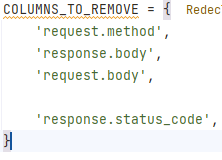 COLUMNS_TO_REMOVE = { Redec
'request.method',
'response.body',
'request.body',
'response.status_code',
}